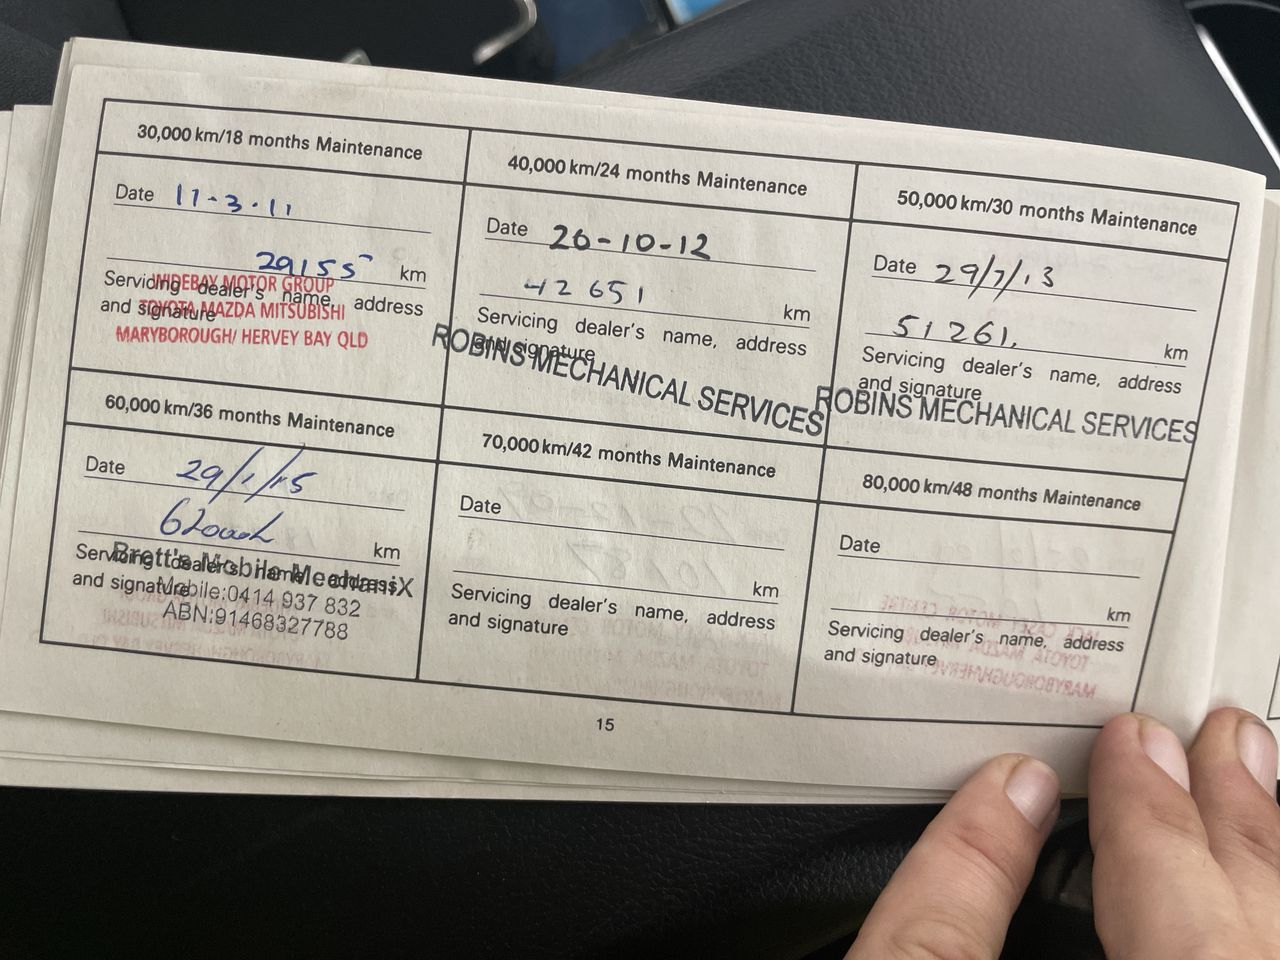 30,000 km/18 months Maintenance
Date 11-3-11
29155 km
Servicing dealer's name, address
and signature
WIDEBAY MOTOR GROUP
TOYOTA MAZDA MITSUBISHI
MARYBOROUGH/ HERVEY BAY QLD
40,000 km/24 months Maintenance
Date 26-10-12
42651 km
Servicing dealer's name, address
and signature
ROBINS MECHANICAL SERVICES
50,000 km/30 months Maintenance
Date 29/7/13
51261. km
Servicing dealer's name, address
and signature
ROBINS MECHANICAL SERVICES
60,000 km/36 months Maintenance
Date 29/1/15
km
Servicing dealer's name, address
and signature
Brett's Mobile MechaniX
Mobile:0414 937 832
ABN:91468327788
70,000 km/42 months Maintenance
Date
km
Servicing dealer's name, address
and signature
80,000 km/48 months Maintenance
Date
km
Servicing dealer's name, address
and signature
15